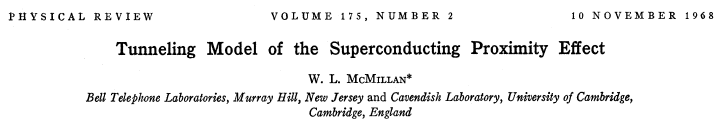 PHYSICAL REVIEW VOLUME 175, NUMBER 2 10 NOVEMBER 1968
Tunneling Model of the Superconducting Proximity Effect
W. L. McMillan*
Bell Telephone Laboratories, Murray Hill, New Jersey and Cavendish Laboratory, University of Cambridge,
Cambridge, England